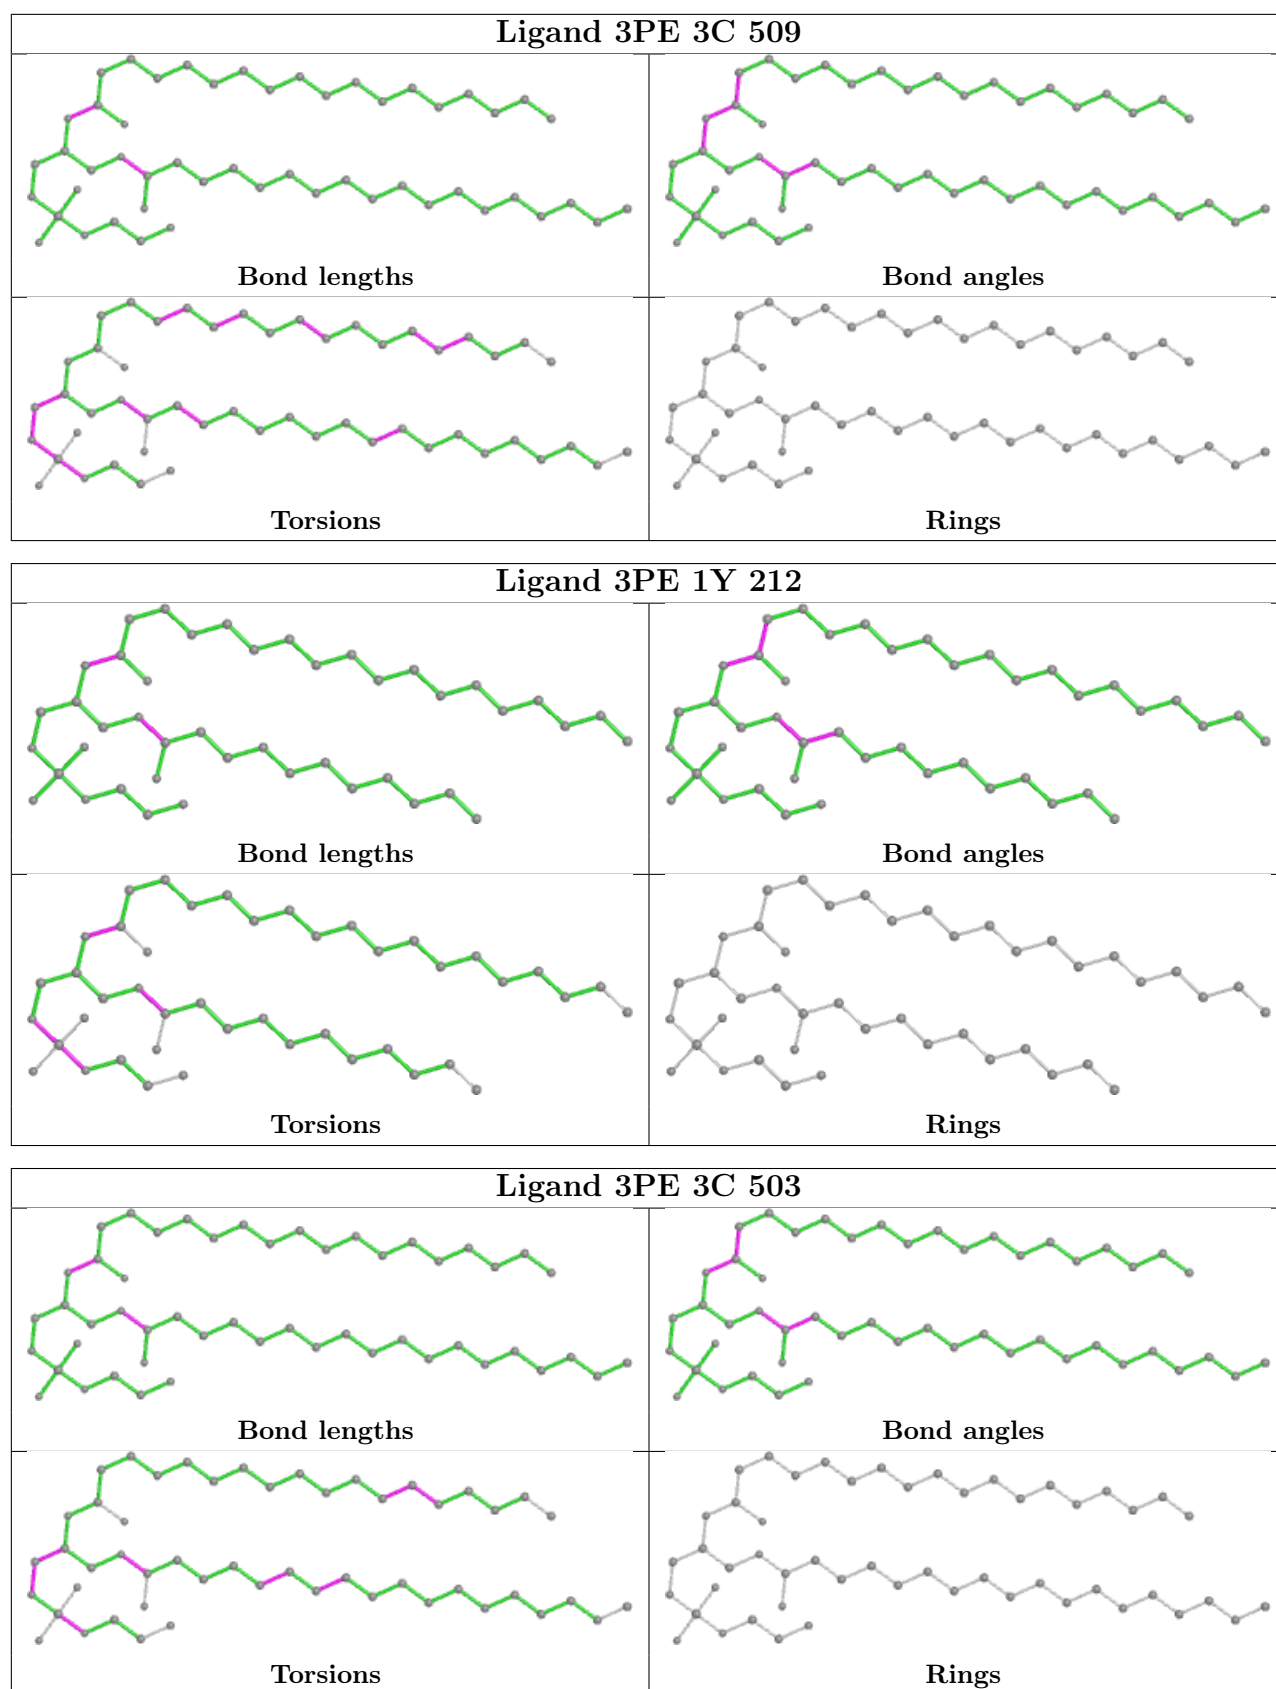 Ligand 3PE 3C 509
Bond lengths
Bond angles
Torsions
Rings
Ligand 3PE 1Y 212
Bond lengths
Bond angles
Torsions
Rings
Ligand 3PE 3C 503
Bond lengths
Bond angles
Torsions
Rings